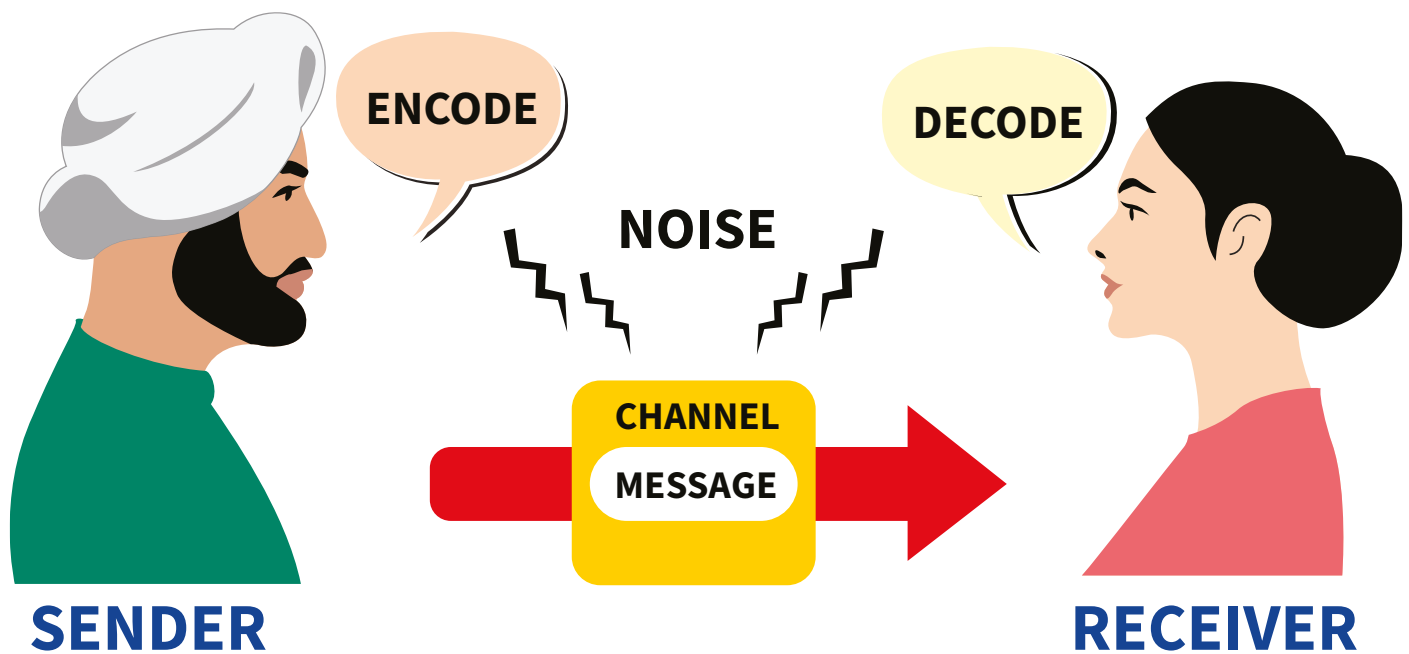 ENCODE
DECODE
NOISE
CHANNEL
MESSAGE
SENDER
RECEIVER